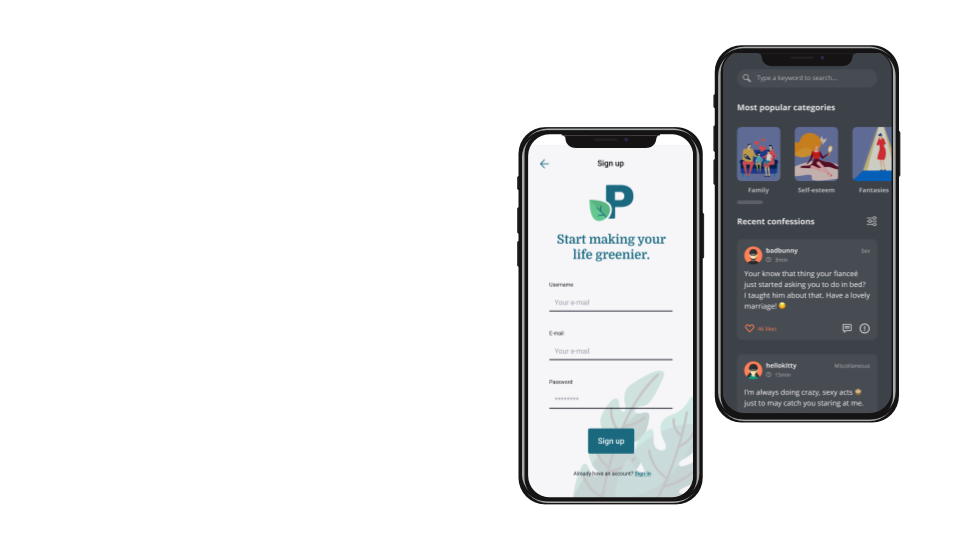 Sign up
P
Start making your
life greenier.
Username
Your e-mail
E-mail
Your e-mail
Password
********
Sign up
Already have an account? Sign in
Type a keyword to search...
Most popular categories
Family Self-esteem Fantasies
Recent confessions
badbunny Sex
3min
Your know that thing your fianceé
just started asking you to do in bed?
I taught him about that. Have a lovely
marriage! 😂
46 likes
hellokitty Miscellaneous
15min
I'm always doing crazy, sexy acts
just to may catch you staring at me.